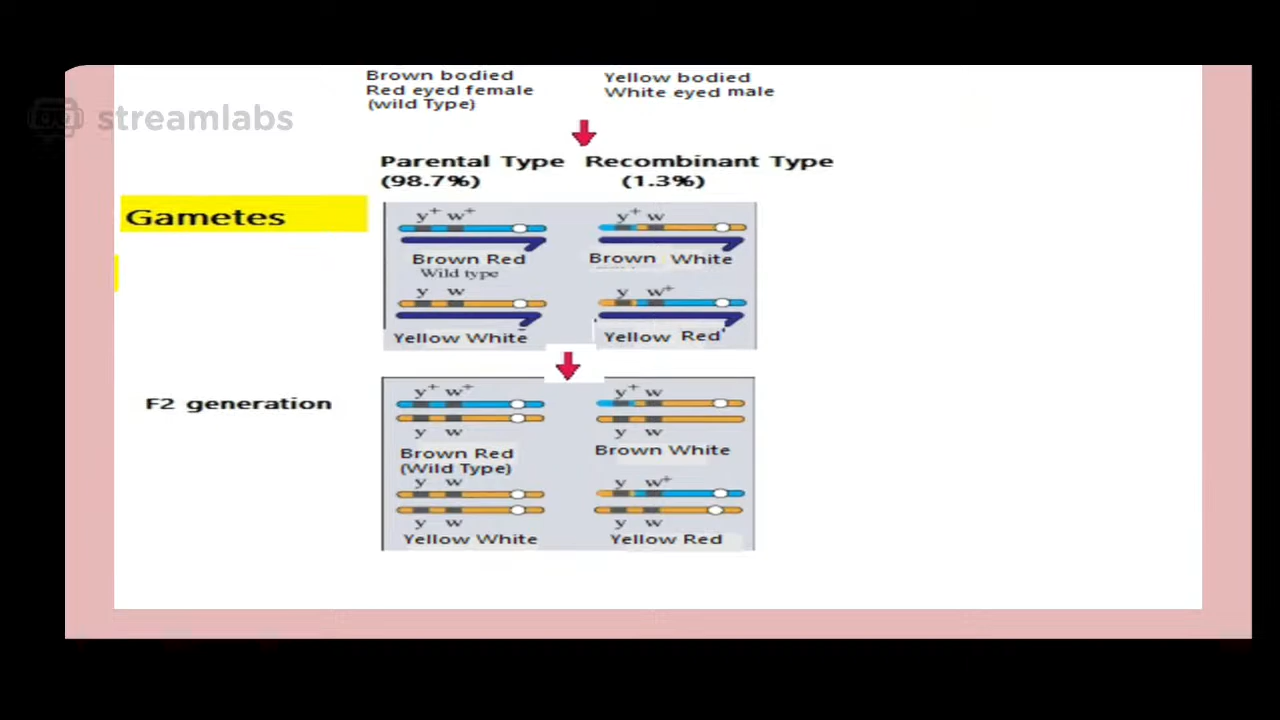 Brown bodied
Red eyed female
(wild Type)
Yellow bodied
White eyed male
streamlabs
Parental Type
(98.7%)
Recombinant Type
(1.3%)
Gametes
y+ w+
Brown Red
Wild type
y+ w
Brown White
y w
Yellow White
y w+
Yellow Red
F2 generation
y+ w+
y w
Brown Red
(Wild Type)
y+ w
y w
Brown White
y w
y w
Yellow White
y w+
y w
Yellow Red